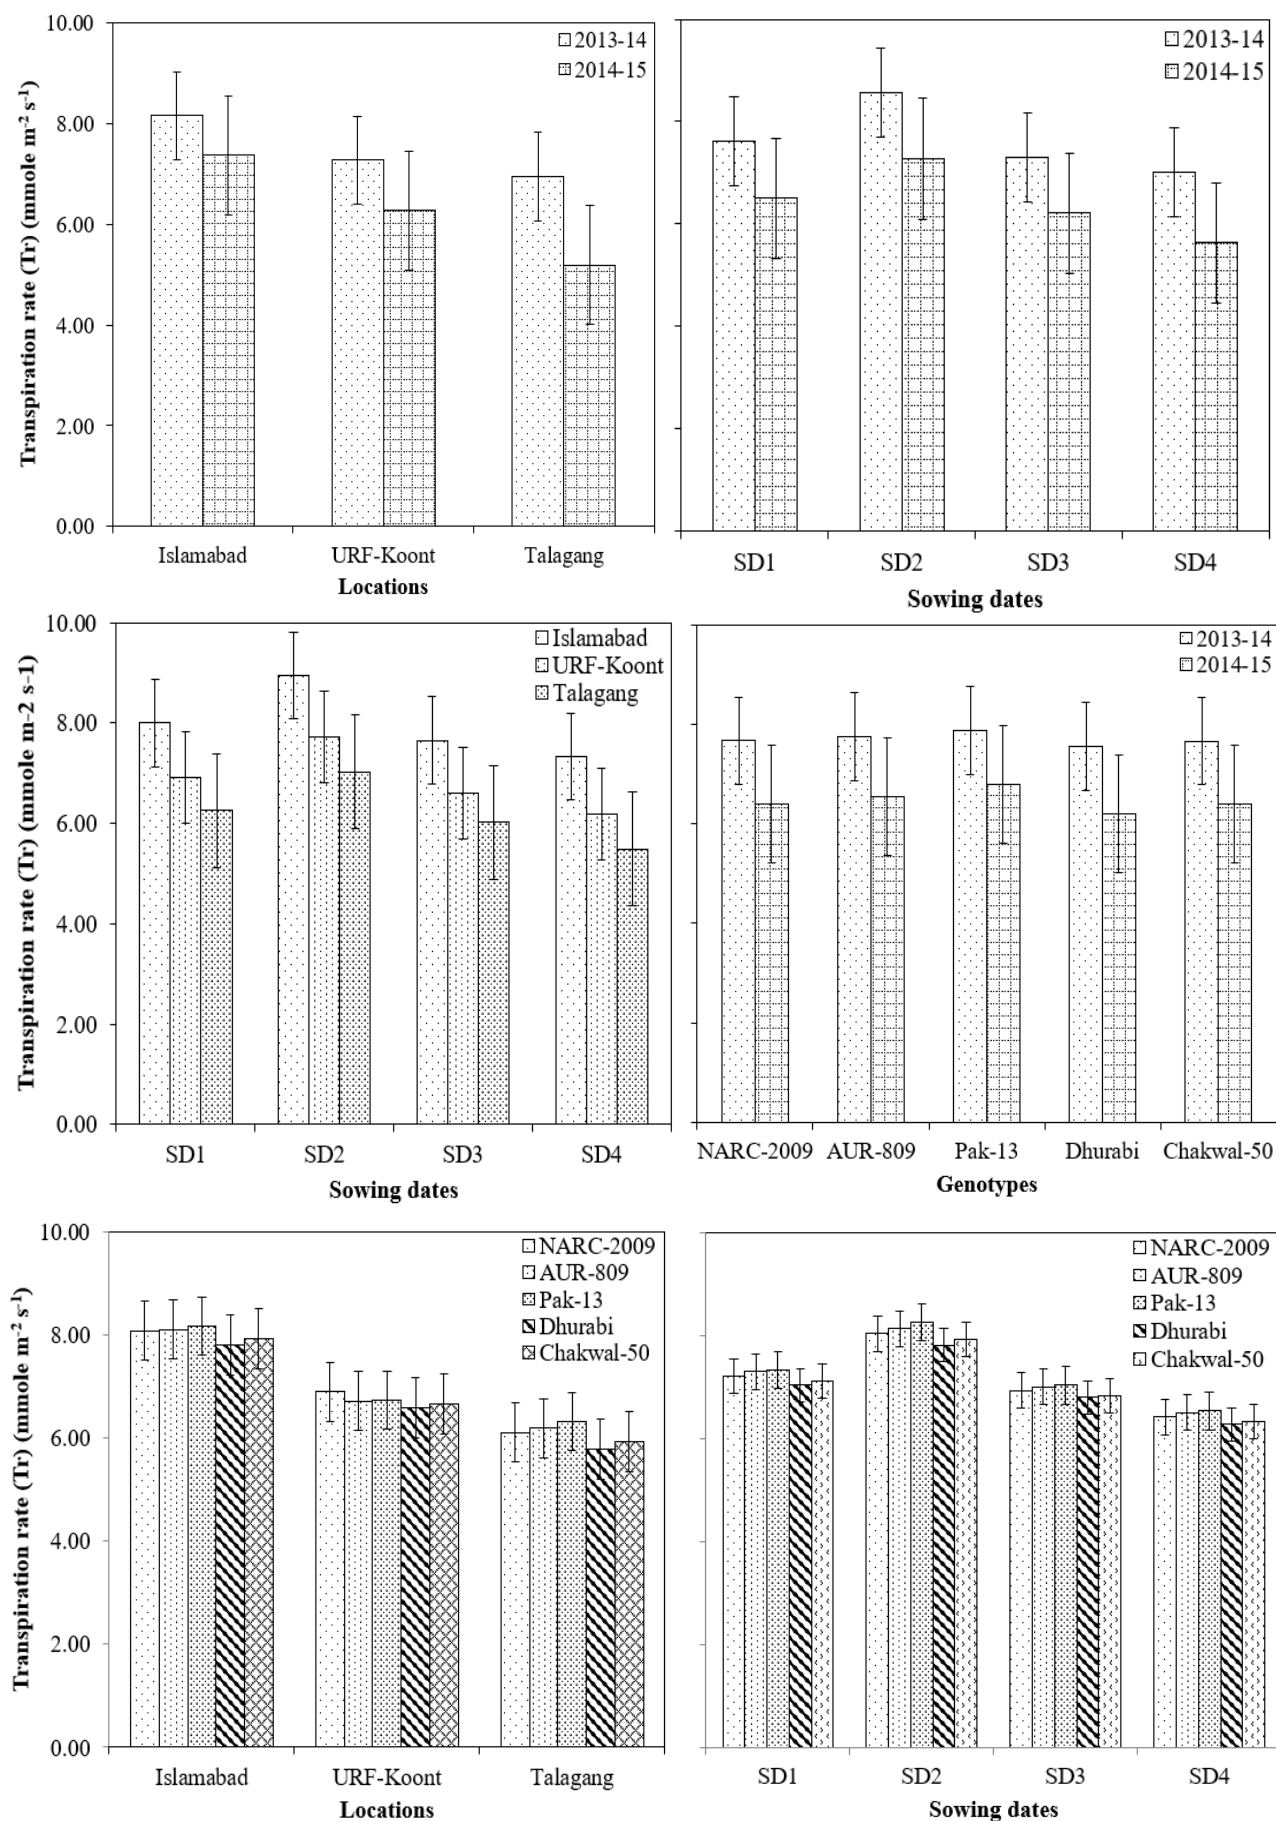 10.00
8.00
6.00
4.00
2.00
0.00
Transpiration rate (Tr) (mmole m⁻² s⁻¹)
2013-14
2014-15
Islamabad URF-Koont Talagang
Locations
2013-14
2014-15
SD1 SD2 SD3 SD4
Sowing dates
10.00
8.00
6.00
4.00
2.00
0.00
Transpiration rate (Tr) (mmole m-2 s-1)
Islamabad
URF-Koont
Talagang
SD1 SD2 SD3 SD4
Sowing dates
2013-14
2014-15
NARC-2009 AUR-809 Pak-13 Dhurabi Chakwal-50
Genotypes
10.00
8.00
6.00
4.00
2.00
0.00
Transpiration rate (Tr) (mmole m⁻² s⁻¹)
NARC-2009
AUR-809
Pak-13
Dhurabi
Chakwal-50
Islamabad URF-Koont Talagang
Locations
NARC-2009
AUR-809
Pak-13
Dhurabi
Chakwal-50
SD1 SD2 SD3 SD4
Sowing dates